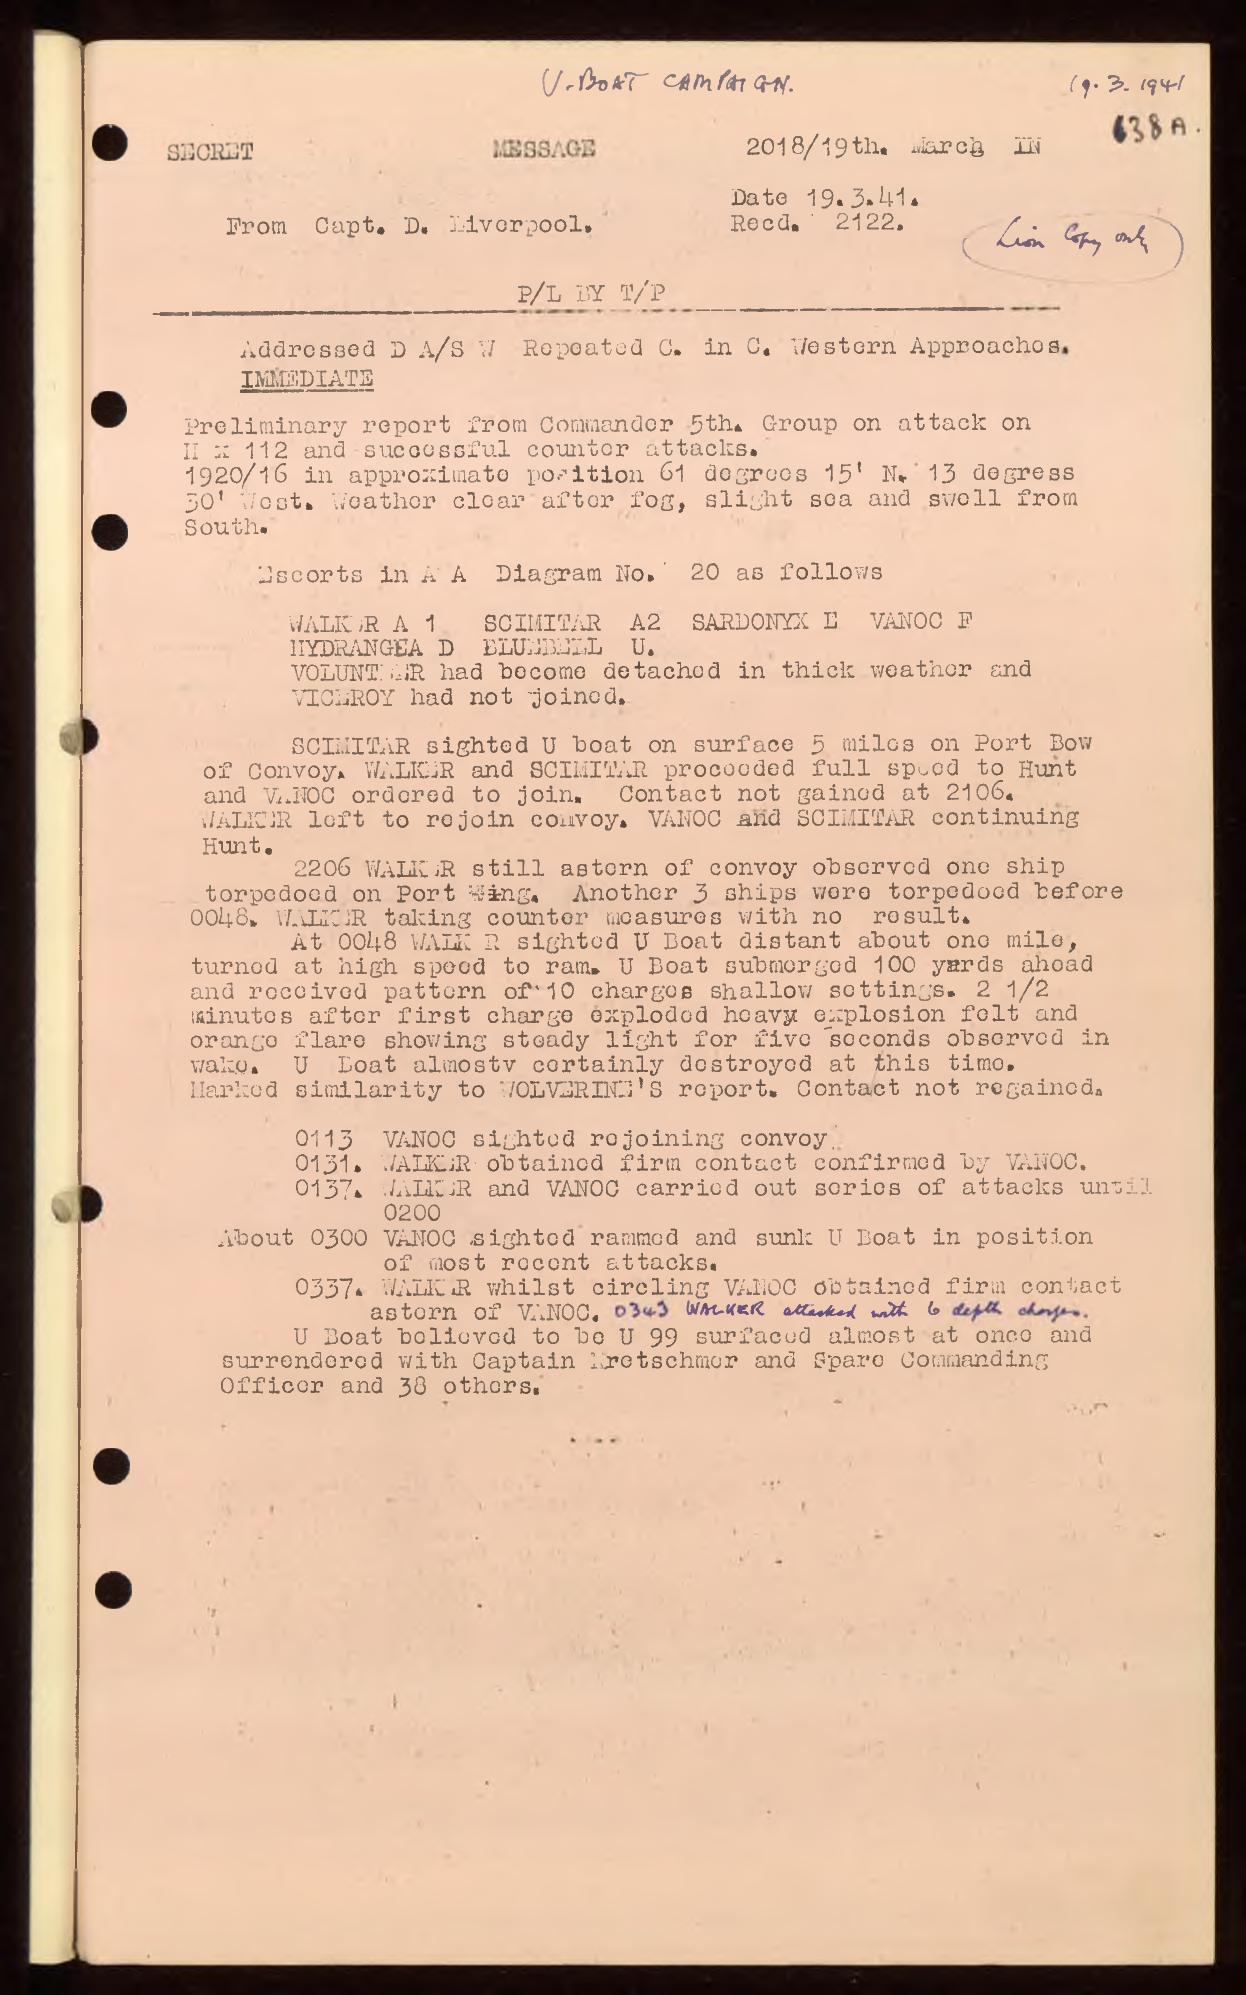 U-BOAT CAMPAIGN. 19.3.1941
638A.
SECRET MESSAGE 2018/19th. March IN
Date 19.3.41.
From Capt. D. Liverpool. Recd. 2122.
Lion Copy only
P/L BY T/P
Addressed D A/S W Repeated C. in C. Western Approaches.
IMMEDIATE
Preliminary report from Commander 5th. Group on attack on
H X 112 and successful counter attacks.
1920/16 in approximate position 61 degrees 15' N. 13 degress
30' West. Weather clear after fog, slight sea and swell from
South.
Escorts in A A Diagram No. 20 as follows
WALKER A 1 SCIMITAR A2 SARDONYX E VANOC F
HYDRANGEA D BLUEBELL U.
VOLUNTEER had become detached in thick weather and
VICEROY had not joined.
SCIMITAR sighted U boat on surface 5 miles on Port Bow
of Convoy. WALKER and SCIMITAR proceeded full speed to Hunt
and VANOC ordered to join. Contact not gained at 2106.
WALKER left to rejoin convoy. VANOC and SCIMITAR continuing
Hunt.
2206 WALKER still astern of convoy observed one ship
torpedoed on Port Wing. Another 3 ships were torpedoed before
0048. WALKER taking counter measures with no result.
At 0048 WALK R sighted U Boat distant about one mile,
turned at high speed to ram. U Boat submerged 100 yards ahead
and received pattern of 10 charges shallow settings. 2 1/2
minutes after first charge exploded heavy explosion felt and
orange flare showing steady light for five seconds observed in
wake. U Boat almostv certainly destroyed at this time.
Marked similarity to WOLVERINE'S report. Contact not regained.
0113 VANOC sighted rejoining convoy.
0131. WALKER obtained firm contact confirmed by VANOC.
0137. WALKER and VANOC carried out series of attacks until
0200
About 0300 VANOC sighted rammed and sunk U Boat in position
of most recent attacks.
0337. WALKER whilst circling VANOC obtained firm contact
astern of VANOC. 0343 WALKER attacked with 6 depth charges.
U Boat believed to be U 99 surfaced almost at once and
surrendered with Captain Kretschmer and Spare Commanding
Officer and 38 others.